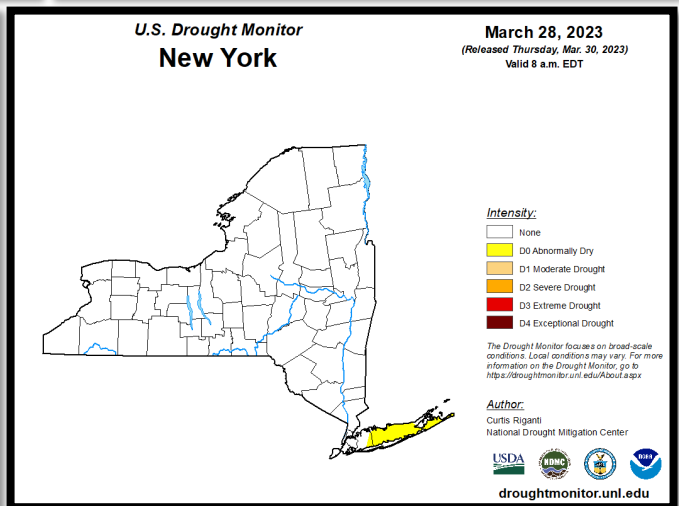 U.S. Drought Monitor
New York
March 28, 2023
(Released Thursday, Mar. 30, 2023)
Valid 8 a.m. EDT
Intensity:
None
D0 Abnormally Dry
D1 Moderate Drought
D2 Severe Drought
D3 Extreme Drought
D4 Exceptional Drought
The Drought Monitor focuses on broad-scale
conditions. Local conditions may vary. For more
information on the Drought Monitor, go to
https://droughtmonitor.unl.edu/About.aspx
Author:
Curtis Riganti
National Drought Mitigation Center
USDA
NDMC
NOAA
droughtmonitor.unl.edu